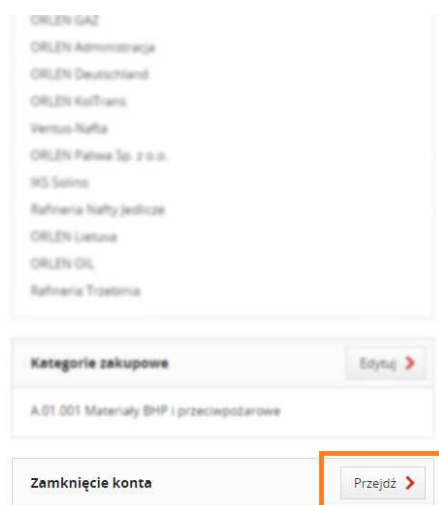 ORLEN GAZ
ORLEN Administracja
ORLEN Deutschland
ORLEN KolTrans
Ventus-Nafta
ORLEN Paliwa Sp. z o.o.
IKS Solino
Rafineria Nafty Jedlicze
ORLEN Lietuva
ORLEN OIL
Rafineria Trzebinia
Kategorie zakupowe Edytuj
A.01.001 Materiały BHP i przeciwpożarowe
Zamknięcie konta Przejdź